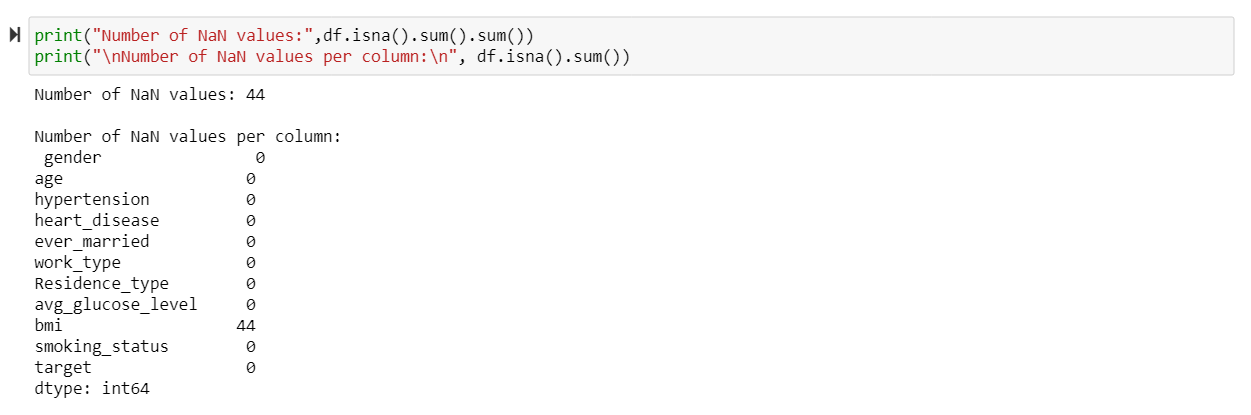 print("Number of NaN values:",df.isna().sum().sum())
print("\nNumber of NaN values per column:\n", df.isna().sum())
Number of NaN values: 44
Number of NaN values per column:
 gender                0
age                   0
hypertension          0
heart_disease         0
ever_married          0
work_type             0
Residence_type        0
avg_glucose_level     0
bmi                  44
smoking_status        0
target                0
dtype: int64